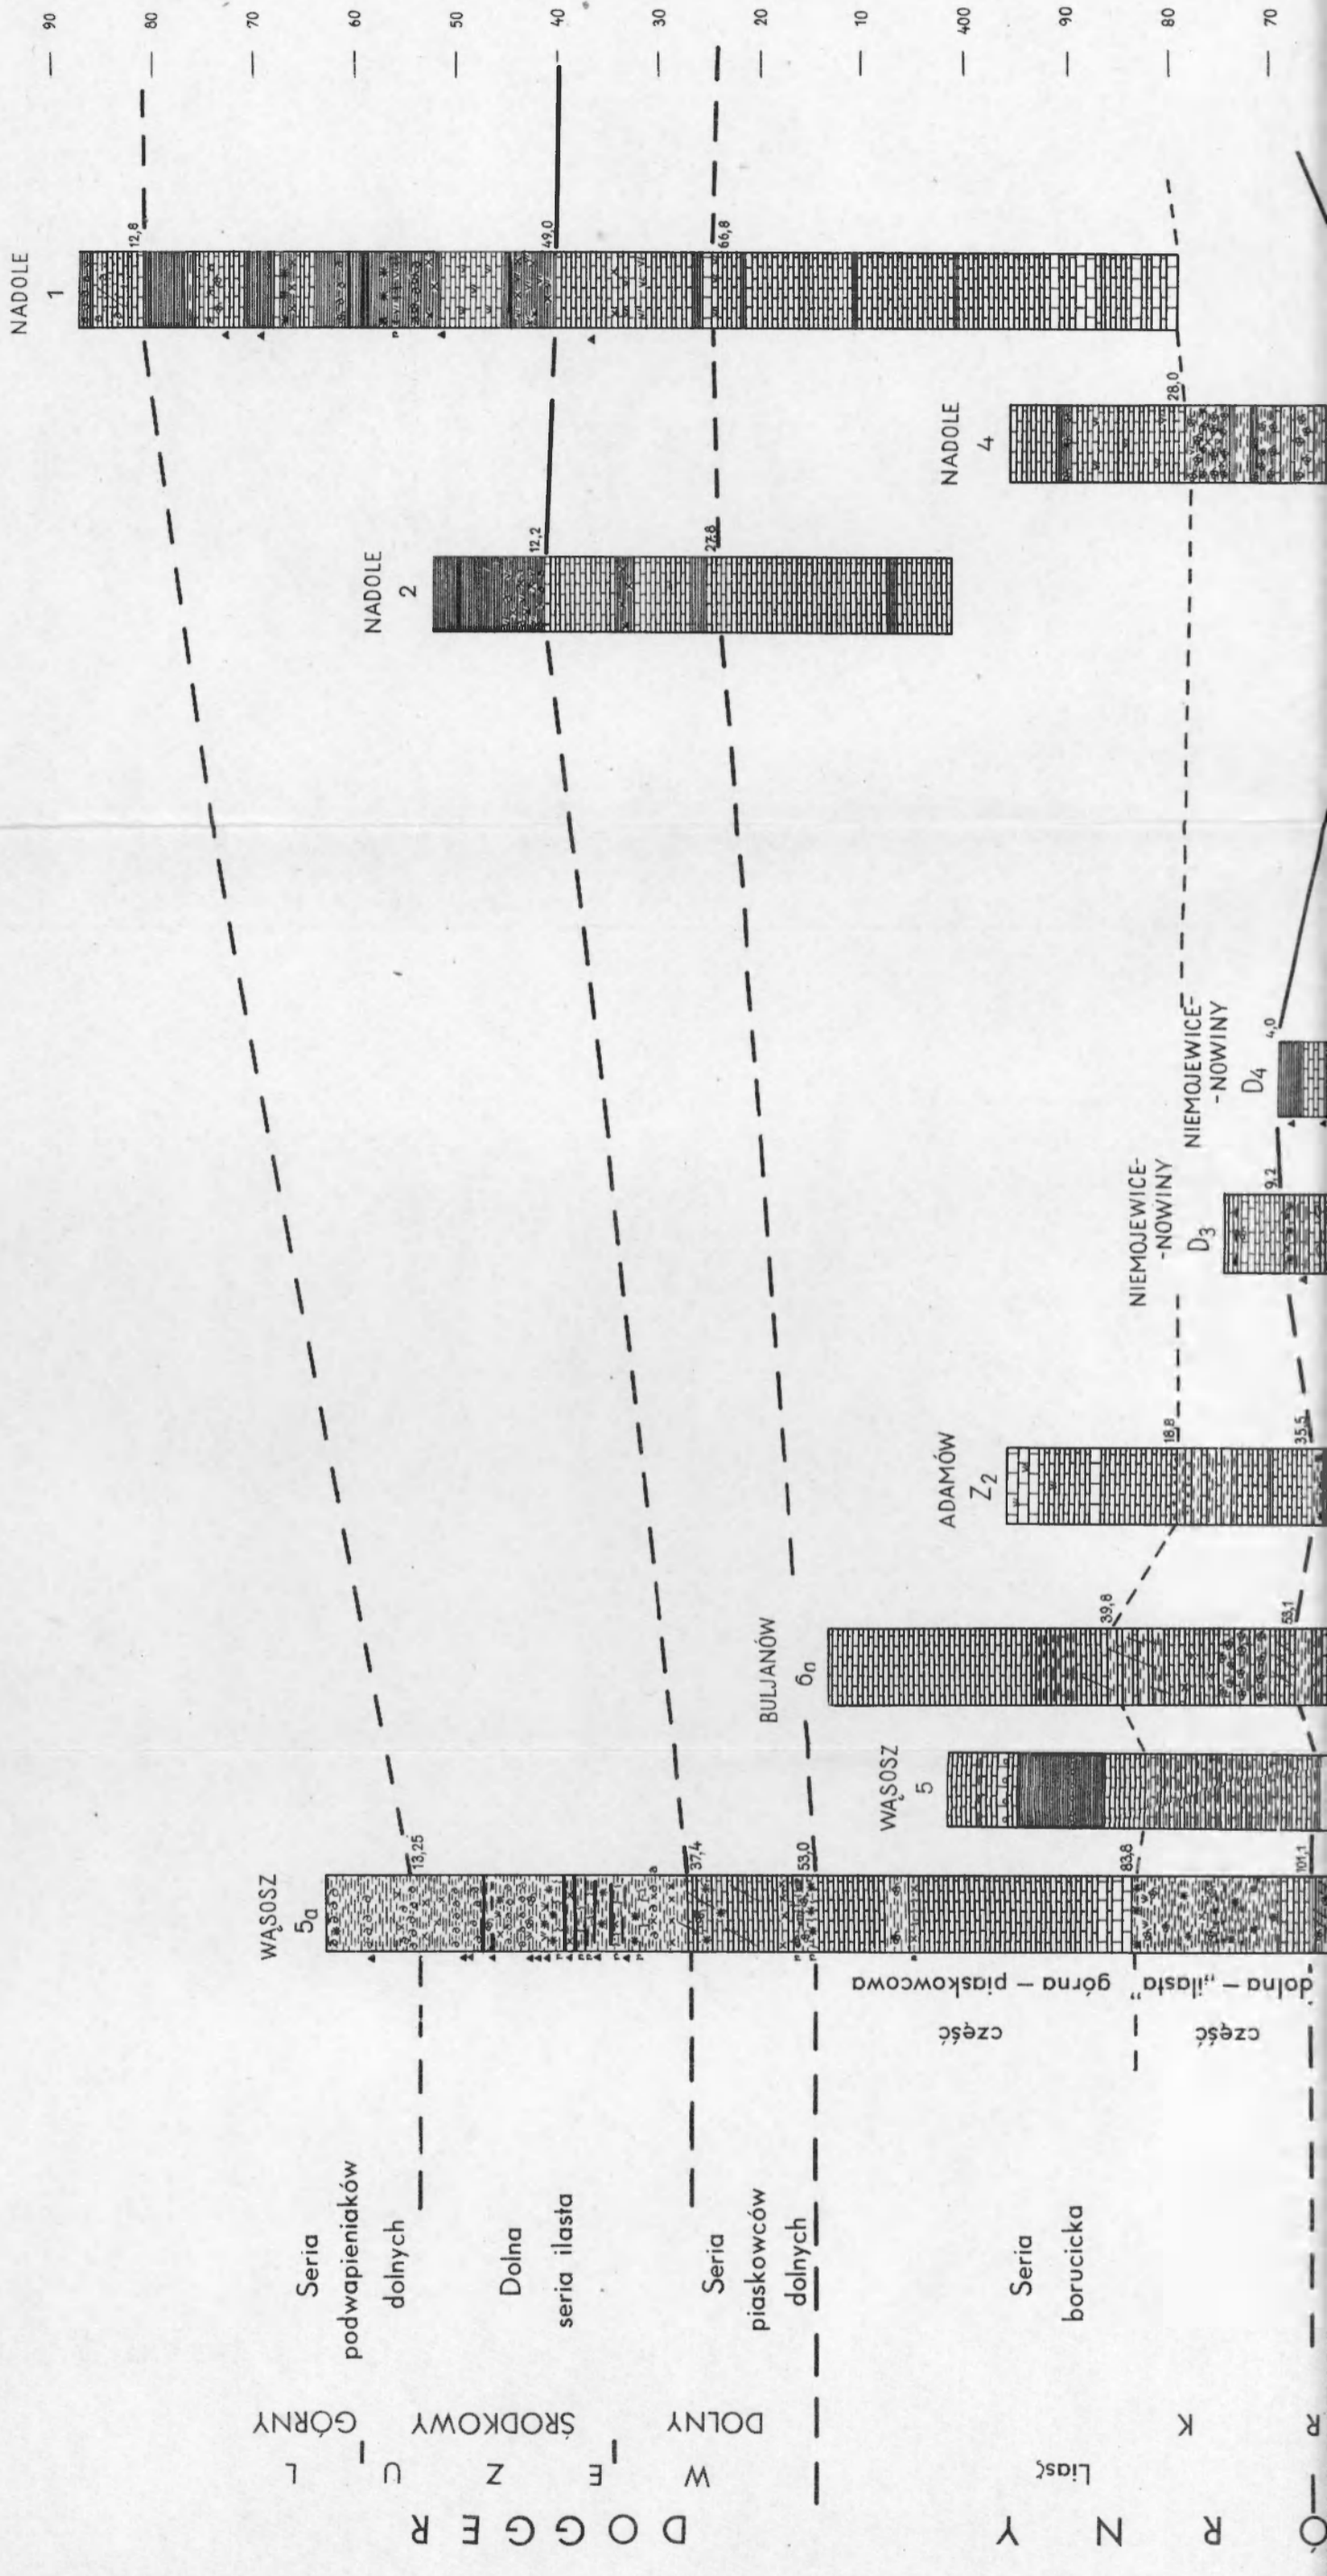 90
80
70
60
50
40
30
20
10
400
90
80
70
NADOLE
1
12,8
49,0
66,8
NADOLE
4
28,0
NADOLE
2
12,2
27,8
NIEMOJEWICE-
-NOWINY
D4
4,0
NIEMOJEWICE-
-NOWINY
D3
9,2
ADAMÓW
Z2
18,8
35,5
BULJANÓW
6a
39,8
53,1
WĄSOSZ
5
WĄSOSZ
5a
13,25
a
37,4
53,0
83,8
101,1
część
górna – piaskowcowa
część
dolna – „ilasta”
Seria
podwapieniaków
dolnych
Dolna
seria ilasta
Seria
piaskowców
dolnych
Seria
borucicka
GÓRNY
ŚRODKOWY
DOLNY
W E Z U L
Lias ς
R K
D O G G E R
Ó R N Y